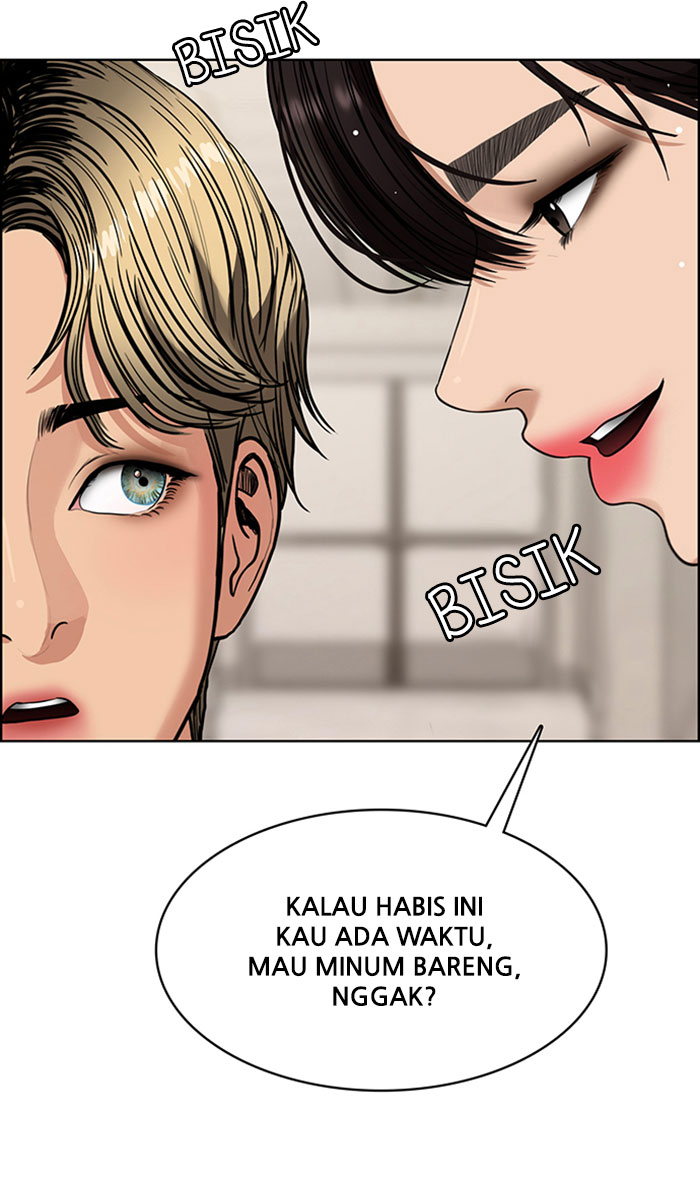 BISIK
BISIK
KALAU HABIS INI
KAU ADA WAKTU,
MAU MINUM BARENG,
NGGAK?